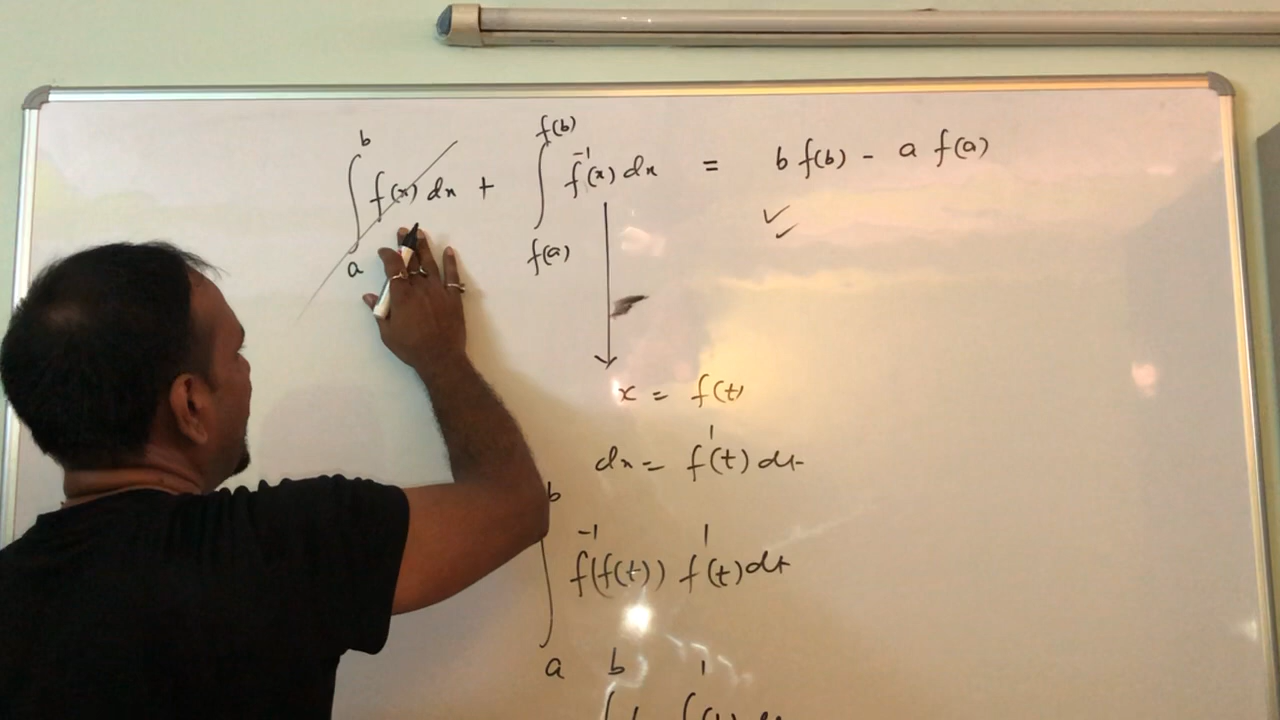 ∫_a^b f(x) dx + ∫_{f(a)}^{f(b)} f^{-1}(x) dx = b f(b) - a f(a)
x = f(t)
dx = f'(t) dt
∫_a^b f^{-1}(f(t)) f'(t) dt
b